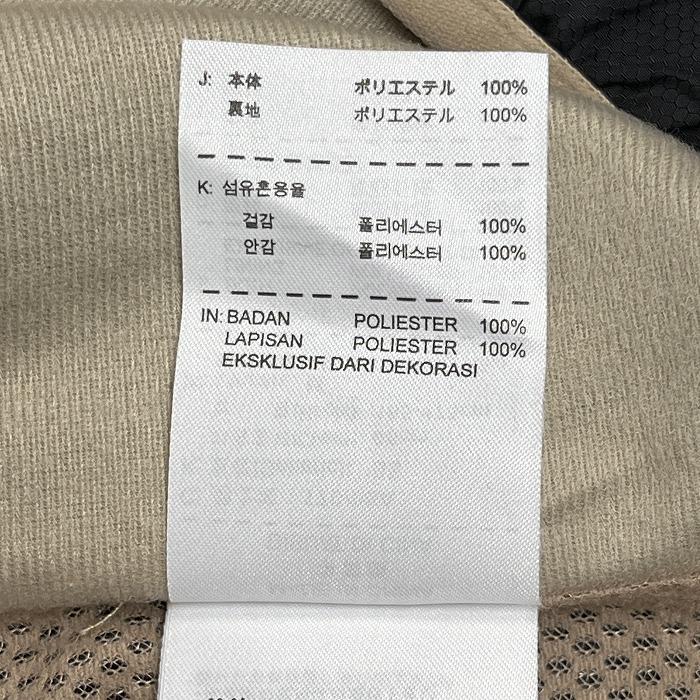 J: 本体 ポリエステル 100%
裏地 ポリエステル 100%
K: 섬유혼용율
겉감 폴리에스터 100%
안감 폴리에스터 100%
IN: BADAN POLIESTER 100%
LAPISAN POLIESTER 100%
EKSKLUSIF DARI DEKORASI